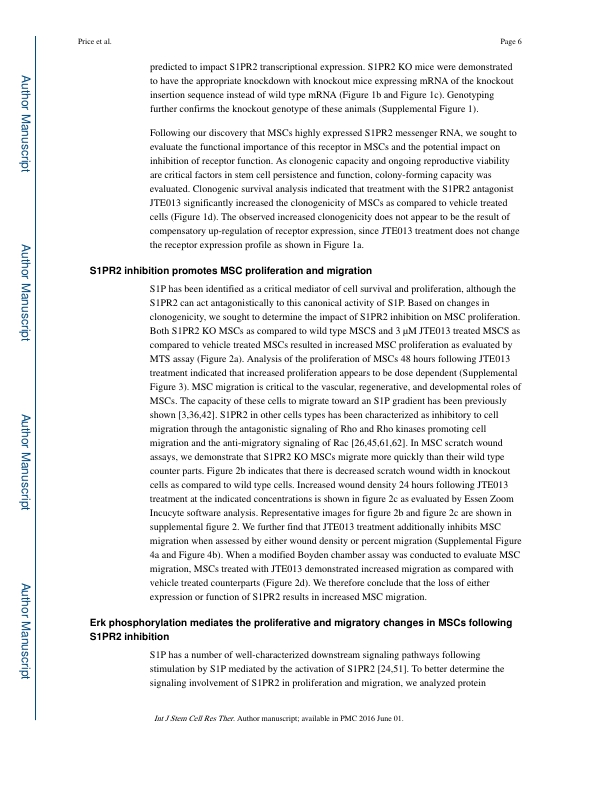 Price et al.
Page 6
predicted to impact S1PR2 transcriptional expression. S1PR2 KO mice were demonstrated
to have the appropriate knockdown with knockout mice expressing mRNA of the knockout
insertion sequence instead of wild type mRNA (Figure 1b and Figure 1c). Genotyping
further confirms the knockout genotype of these animals (Supplemental Figure 1).
Following our discovery that MSCs highly expressed S1PR2 messenger RNA, we sought to
evaluate the functional importance of this receptor in MSCs and the potential impact on
inhibition of receptor function. As clonogenic capacity and ongoing reproductive viability
are critical factors in stem cell persistence and function, colony-forming capacity was
evaluated. Clonogenic survival analysis indicated that treatment with the S1PR2 antagonist
JTE013 significantly increased the clonogenicity of MSCs as compared to vehicle treated
cells (Figure 1d). The observed increased clonogenicity does not appear to be the result of
compensatory up-regulation of receptor expression, since JTE013 treatment does not change
the receptor expression profile as shown in Figure 1a.
S1PR2 inhibition promotes MSC proliferation and migration
S1P has been identified as a critical mediator of cell survival and proliferation, although the
S1PR2 can act antagonistically to this canonical activity of S1P. Based on changes in
clonogenicity, we sought to determine the impact of S1PR2 inhibition on MSC proliferation.
Both S1PR2 KO MSCs as compared to wild type MSCS and 3 μM JTE013 treated MSCS as
compared to vehicle treated MSCs resulted in increased MSC proliferation as evaluated by
MTS assay (Figure 2a). Analysis of the proliferation of MSCs 48 hours following JTE013
treatment indicated that increased proliferation appears to be dose dependent (Supplemental
Figure 3). MSC migration is critical to the vascular, regenerative, and developmental roles of
MSCs. The capacity of these cells to migrate toward an S1P gradient has been previously
shown [3,36,42]. S1PR2 in other cells types has been characterized as inhibitory to cell
migration through the antagonistic signaling of Rho and Rho kinases promoting cell
migration and the anti-migratory signaling of Rac [26,45,61,62]. In MSC scratch wound
assays, we demonstrate that S1PR2 KO MSCs migrate more quickly than their wild type
counter parts. Figure 2b indicates that there is decreased scratch wound width in knockout
cells as compared to wild type cells. Increased wound density 24 hours following JTE013
treatment at the indicated concentrations is shown in figure 2c as evaluated by Essen Zoom
Incucyte software analysis. Representative images for figure 2b and figure 2c are shown in
supplemental figure 2. We further find that JTE013 treatment additionally inhibits MSC
migration when assessed by either wound density or percent migration (Supplemental Figure
4a and Figure 4b). When a modified Boyden chamber assay was conducted to evaluate MSC
migration, MSCs treated with JTE013 demonstrated increased migration as compared with
vehicle treated counterparts (Figure 2d). We therefore conclude that the loss of either
expression or function of S1PR2 results in increased MSC migration.
Erk phosphorylation mediates the proliferative and migratory changes in MSCs following
S1PR2 inhibition
S1P has a number of well-characterized downstream signaling pathways following
stimulation by S1P mediated by the activation of S1PR2 [24,51]. To better determine the
signaling involvement of S1PR2 in proliferation and migration, we analyzed protein
Int J Stem Cell Res Ther. Author manuscript; available in PMC 2016 June 01.
Author Manuscript
Author Manuscript
Author Manuscript
Author Manuscript